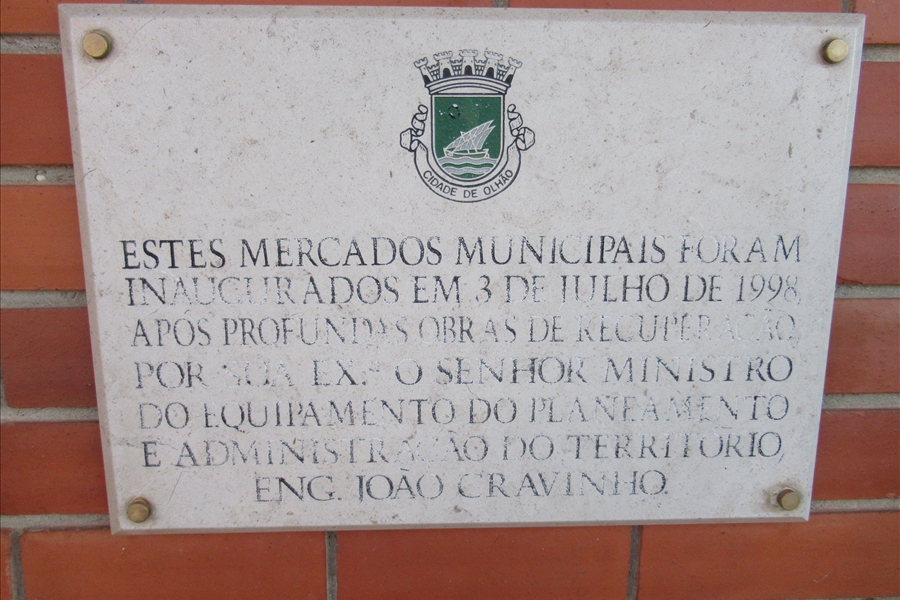 CIDADE DE OLHÃO
ESTES MERCADOS MUNICIPAIS FORAM
INAUGURADOS EM 3 DE JULHO DE 1998,
APÓS PROFUNDAS OBRAS DE RECUPERAÇÃO,
POR SUA EX.ª O SENHOR MINISTRO
DO EQUIPAMENTO DO PLANEAMENTO
E ADMINISTRAÇÃO DO TERRITÓRIO,
ENG. JOÃO CRAVINHO.